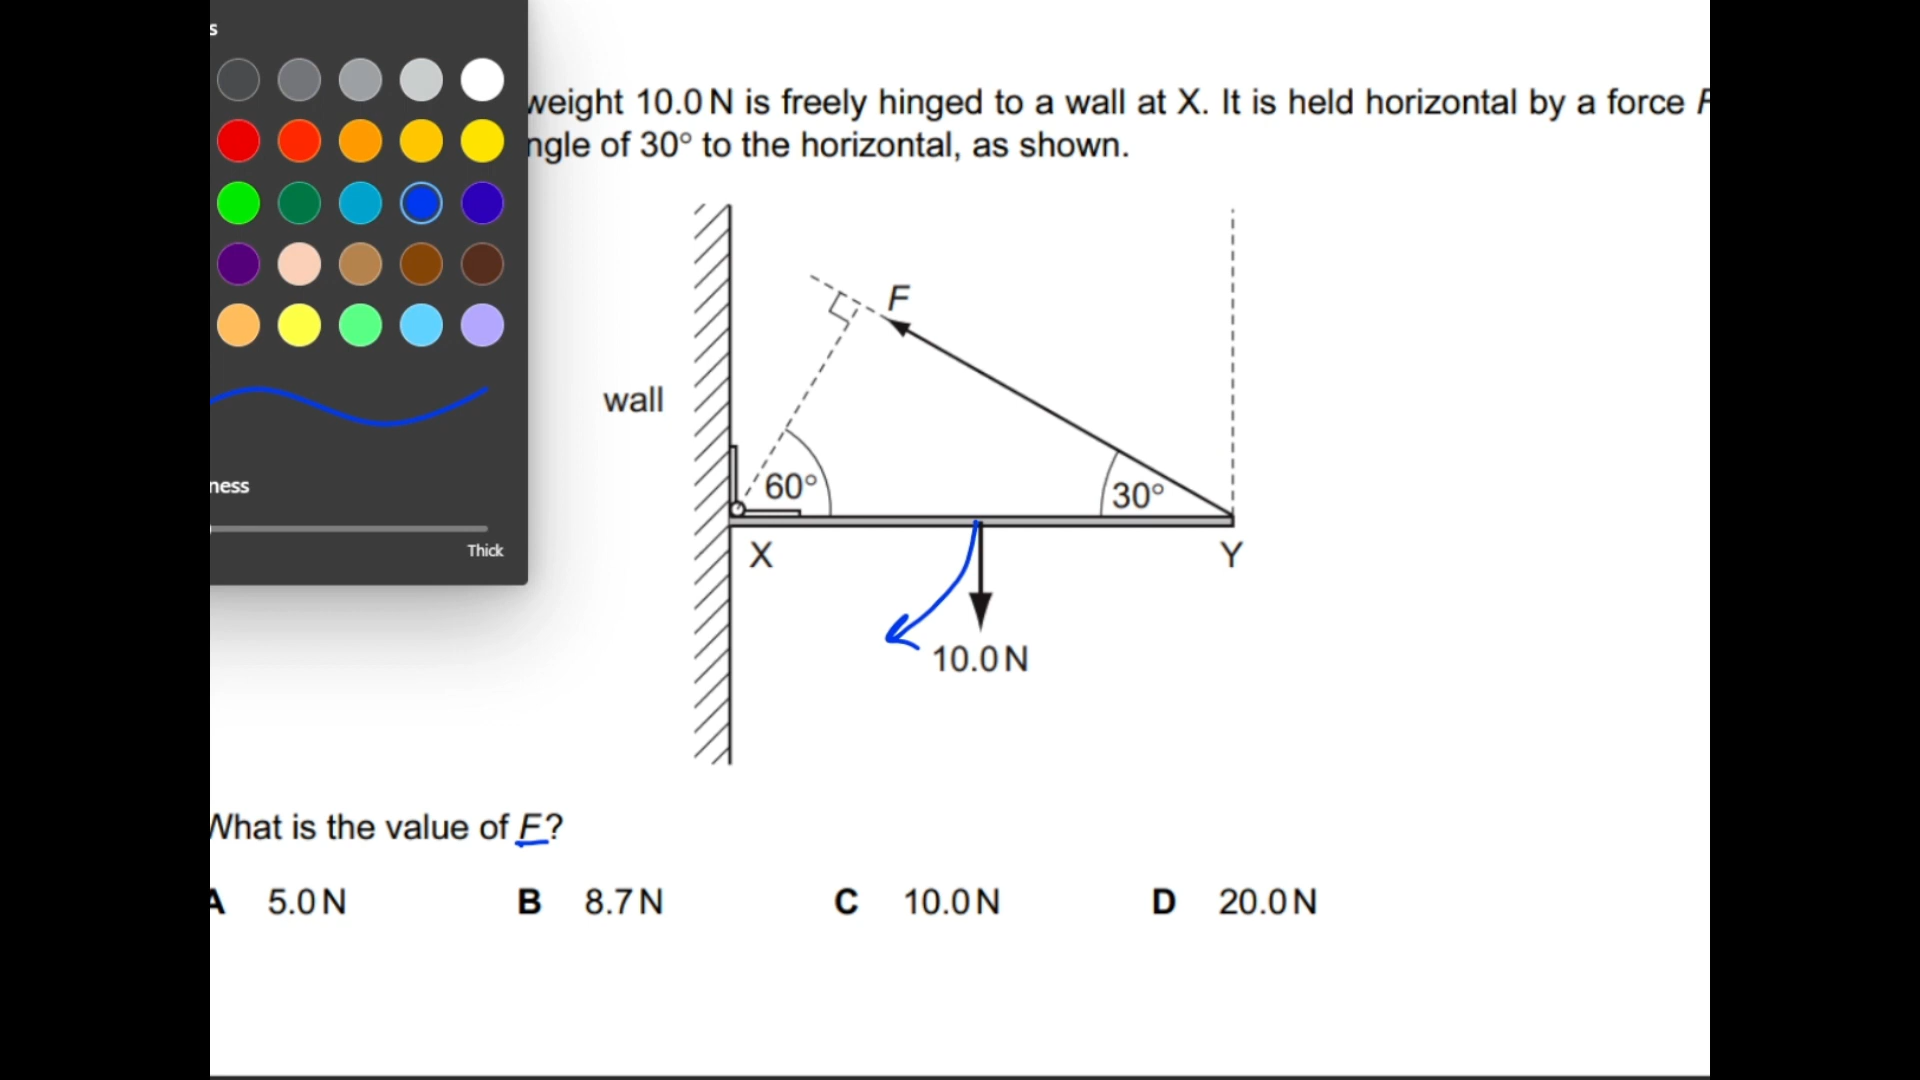 s
weight 10.0 N is freely hinged to a wall at X. It is held horizontal by a force F
ngle of 30° to the horizontal, as shown.
F
wall
60°
30°
X
Y
ness
Thick
10.0 N
What is the value of F?
A 5.0 N B 8.7 N C 10.0 N D 20.0 N